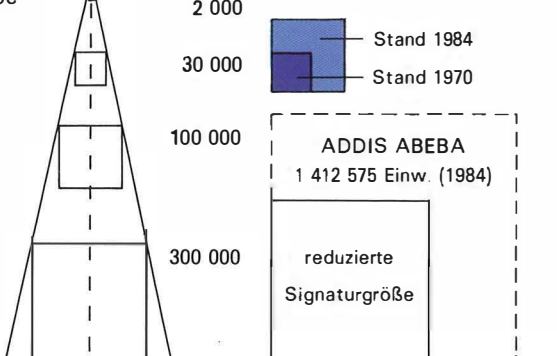 2 000
30 000
100 000
300 000
Stand 1984
Stand 1970
ADDIS ABEBA
1 412 575 Einw. (1984)
reduzierte
Signaturgröße